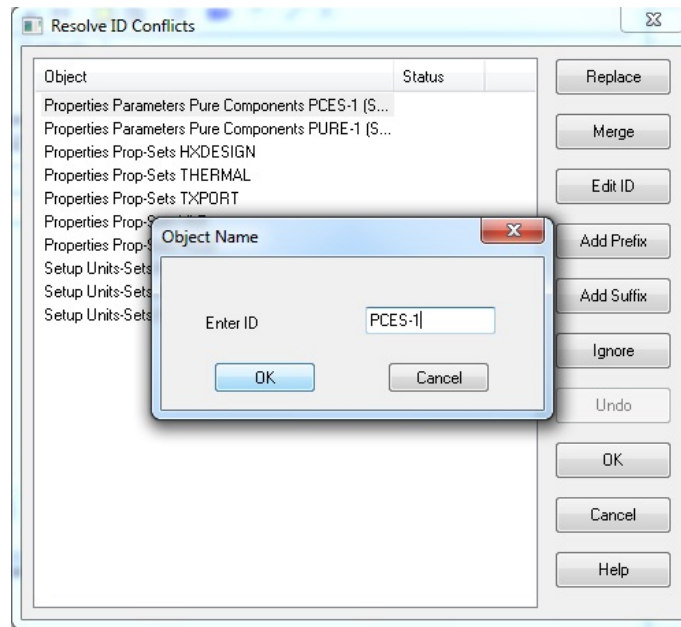 Resolve ID Conflicts
Object Status
Properties Parameters Pure Components PCES-1 (S...
Properties Parameters Pure Components PURE-1 (S...
Properties Prop-Sets HXDESIGN
Properties Prop-Sets THERMAL
Properties Prop-Sets TXPORT
Properties Prop-S
Properties Prop-S
Setup Units-Sets
Setup Units-Sets
Setup Units-Sets
Object Name
Enter ID PCES-1
OK Cancel
Replace
Merge
Edit ID
Add Prefix
Add Suffix
Ignore
Undo
OK
Cancel
Help